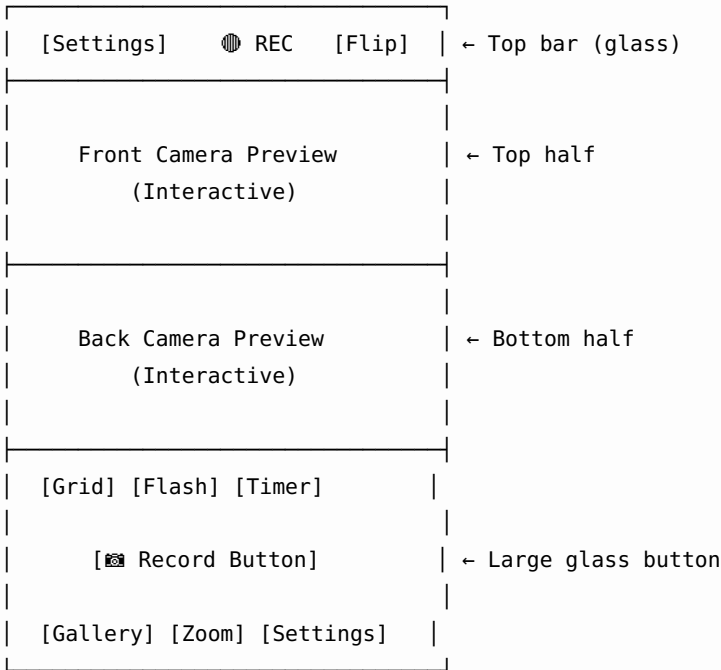 [Settings] 🔴 REC [Flip] ← Top bar (glass)
Front Camera Preview ← Top half
(Interactive)
Back Camera Preview ← Bottom half
(Interactive)
[Grid] [Flash] [Timer]
[📸 Record Button] ← Large glass button
[Gallery] [Zoom] [Settings]